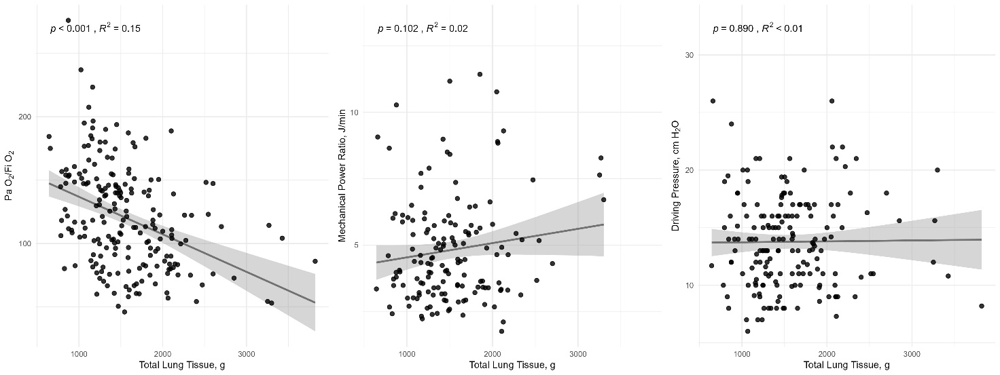 p < 0.001 , R² = 0.15
200
100
Pa O₂/Fi O₂
1000 2000 3000
Total Lung Tissue, g
p = 0.102 , R² = 0.02
10
5
Mechanical Power Ratio, J/min
1000 2000 3000
Total Lung Tissue, g
p = 0.890 , R² < 0.01
30
20
10
Driving Pressure, cm H₂O
1000 2000 3000
Total Lung Tissue, g